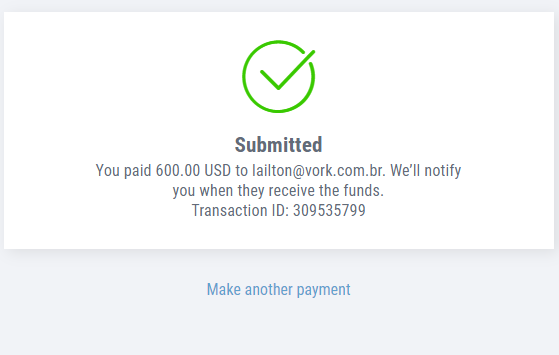 Submitted
You paid 600.00 USD to lailton@vork.com.br. We’ll notify
you when they receive the funds.
Transaction ID: 309535799
Make another payment